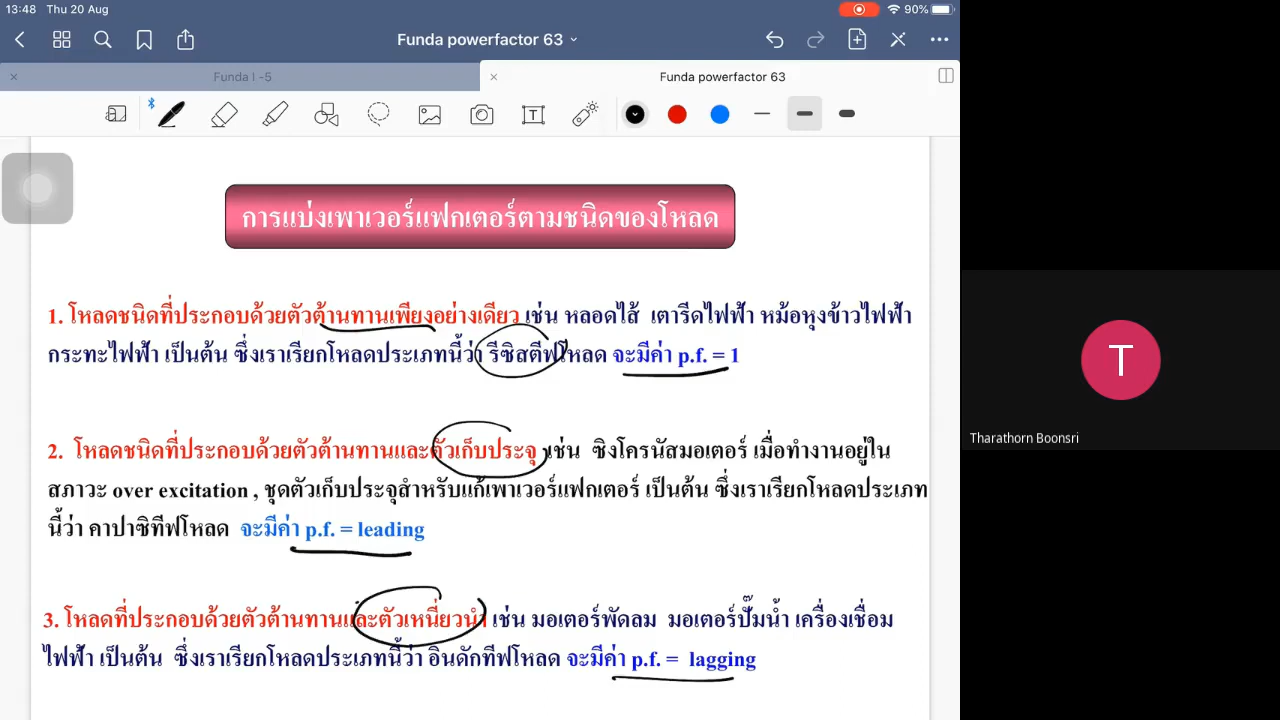 13:48 Thu 20 Aug
90%
Funda powerfactor 63
Funda I -5
Funda powerfactor 63
T
การแบ่งเพาเวอร์แฟกเตอร์ตามชนิดของโหลด
1. โหลดชนิดที่ประกอบด้วยตัวต้านทานเพียงอย่างเดียว เช่น หลอดไส้ เตารีดไฟฟ้า หม้อหุงข้าวไฟฟ้า
กระทะไฟฟ้า เป็นต้น ซึ่งเราเรียกโหลดประเภทนี้ว่า รีซิสตีฟโหลด จะมีค่า p.f. = 1
2. โหลดชนิดที่ประกอบด้วยตัวต้านทานและตัวเก็บประจุ เช่น ซิงโครนัสมอเตอร์ เมื่อทำงานอยู่ใน
สภาวะ over excitation , ชุดตัวเก็บประจุสำหรับแก้เพาเวอร์แฟกเตอร์ เป็นต้น ซึ่งเราเรียกโหลดประเภท
นี้ว่า คาปาซิทีฟโหลด จะมีค่า p.f. = leading
3. โหลดที่ประกอบด้วยตัวต้านทานและตัวเหนี่ยวนำ เช่น มอเตอร์พัดลม มอเตอร์ปั๊มน้ำ เครื่องเชื่อม
ไฟฟ้า เป็นต้น ซึ่งเราเรียกโหลดประเภทนี้ว่า อินดักทีฟโหลด จะมีค่า p.f. = lagging
T
Tharathorn Boonsri